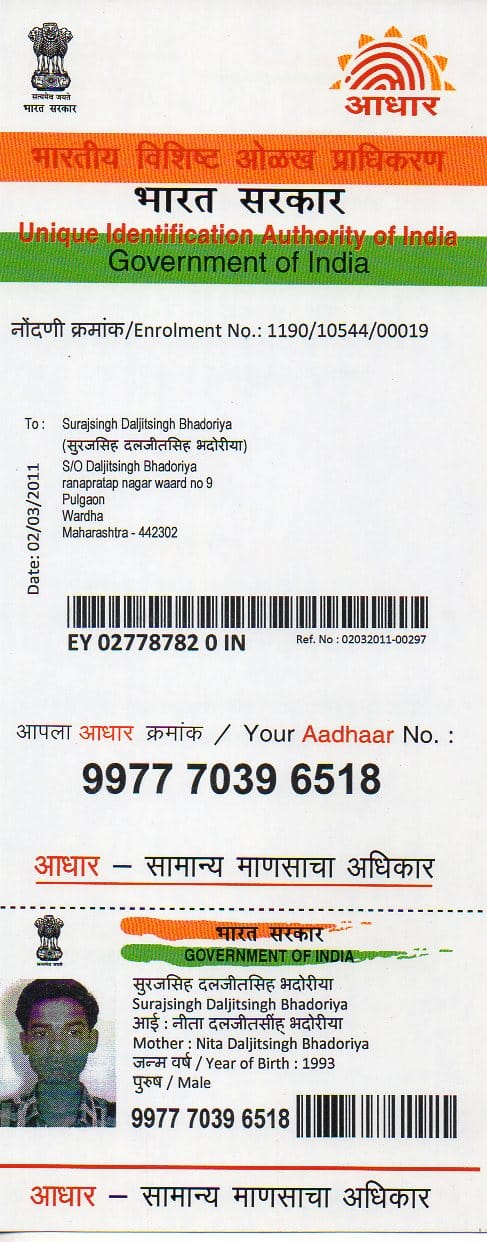 सत्यमेव जयते
भारत सरकार
आधार
भारतीय विशिष्ट ओळख प्राधिकरण
भारत सरकार
Unique Identification Authority of India
Government of India
नोंदणी क्रमांक/Enrolment No.: 1190/10544/00019
To : Surajsingh Daljitsingh Bhadoriya
(सुरजसिह दलजीतसिह भदोरीया)
S/O Daljitsingh Bhadoriya
ranapratap nagar waard no 9
Pulgaon
Wardha
Maharashtra - 442302
Date: 02/03/2011
EY 02778782 0 IN
Ref. No : 02032011-00297
आपला आधार क्रमांक / Your Aadhaar No. :
9977 7039 6518
आधार – सामान्य माणसाचा अधिकार
भारत सरकार
GOVERNMENT OF INDIA
सुरजसिह दलजीतसिह भदोरीया
Surajsingh Daljitsingh Bhadoriya
आई : नीता दलजीतसींह भदोरीया
Mother : Nita Daljitsingh Bhadoriya
जन्म वर्ष / Year of Birth : 1993
पुरुष / Male
9977 7039 6518
आधार – सामान्य माणसाचा अधिकार